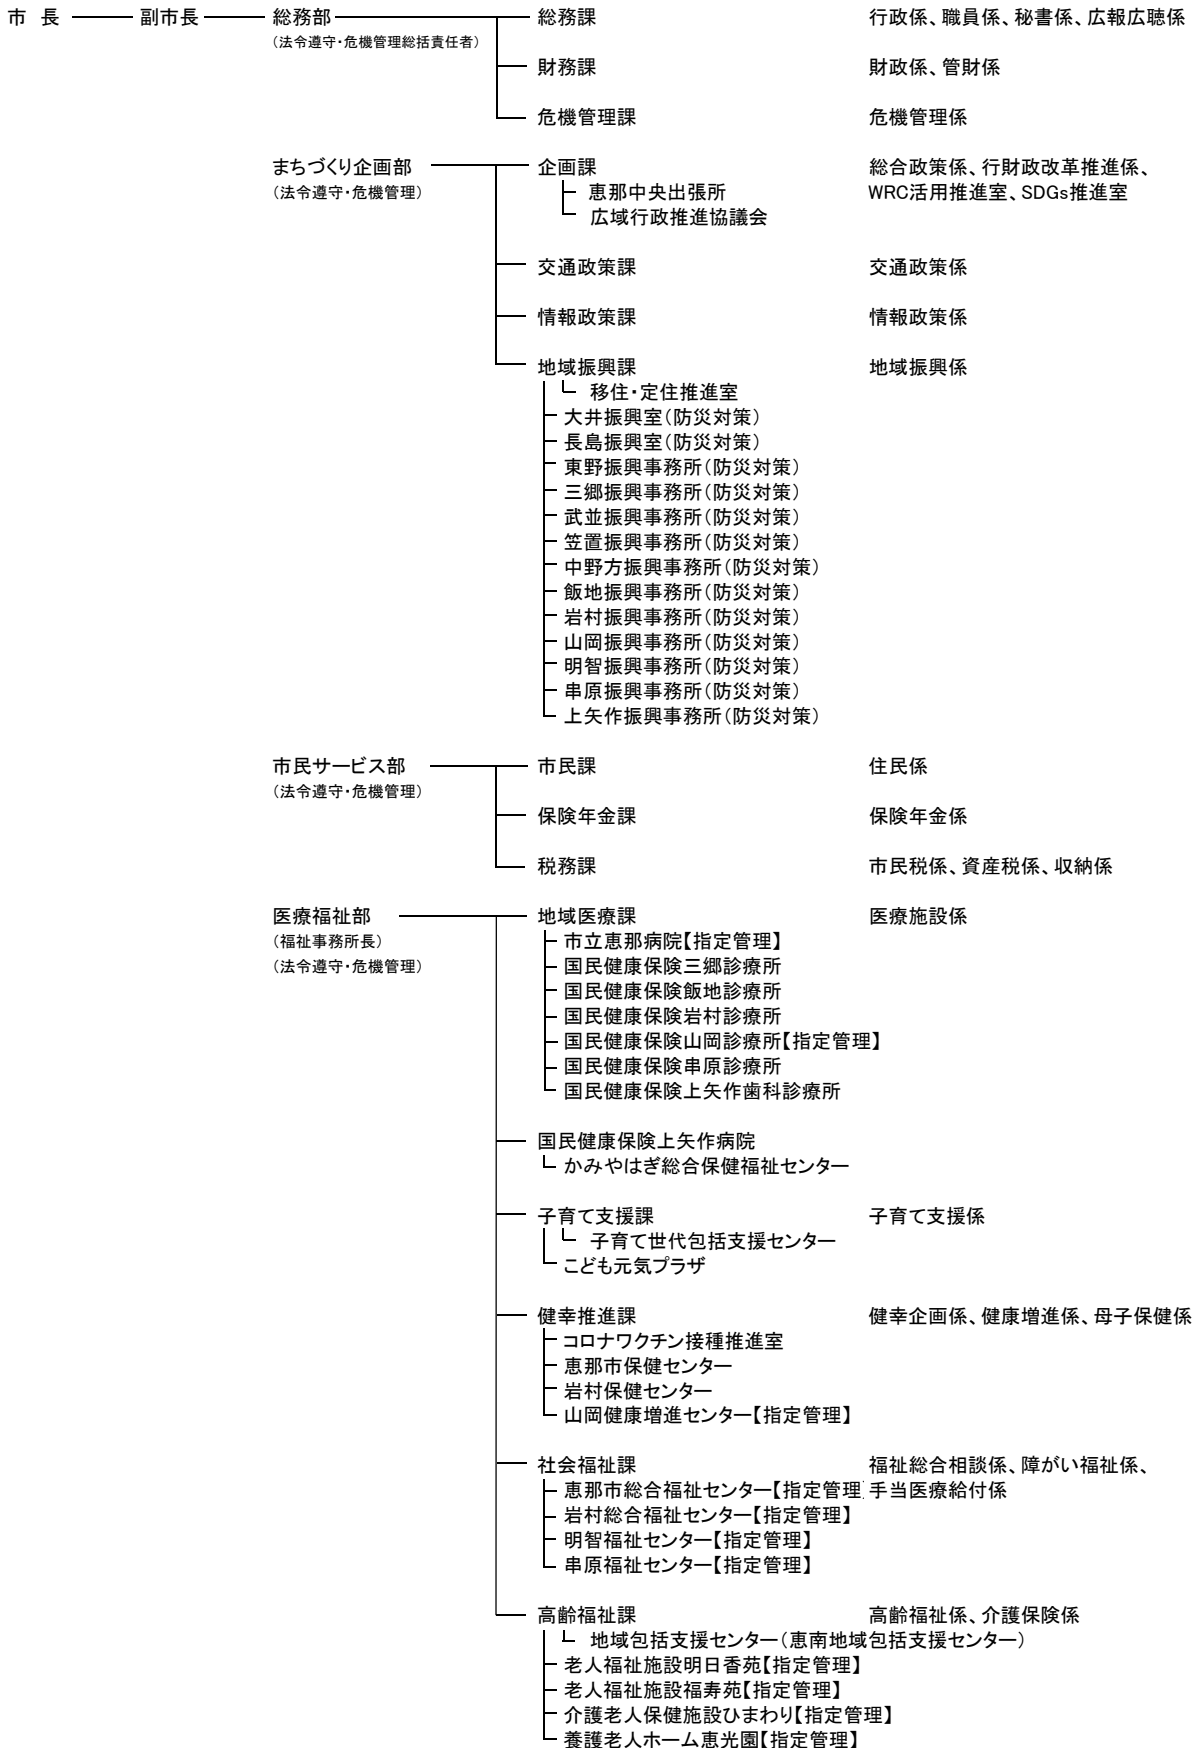 市　長 副市長 総務部 総務課 行政係、職員係、秘書係、広報広聴係
（法令遵守・危機管理総括責任者）
財務課 財政係、管財係
危機管理課 危機管理係
まちづくり企画部 企画課 総合政策係、行財政改革推進係、
（法令遵守・危機管理） 恵那中央出張所 WRC活用推進室、SDGs推進室
広域行政推進協議会
交通政策課 交通政策係
情報政策課 情報政策係
地域振興課 地域振興係
移住・定住推進室
大井振興室（防災対策）
長島振興室（防災対策）
東野振興事務所（防災対策）
三郷振興事務所（防災対策）
武並振興事務所（防災対策）
笠置振興事務所（防災対策）
中野方振興事務所（防災対策）
飯地振興事務所（防災対策）
岩村振興事務所（防災対策）
山岡振興事務所（防災対策）
明智振興事務所（防災対策）
串原振興事務所（防災対策）
上矢作振興事務所（防災対策）
市民サービス部 市民課 住民係
（法令遵守・危機管理）
保険年金課 保険年金係
税務課 市民税係、資産税係、収納係
医療福祉部 地域医療課 医療施設係
（福祉事務所長） 市立恵那病院【指定管理】
（法令遵守・危機管理） 国民健康保険三郷診療所
国民健康保険飯地診療所
国民健康保険岩村診療所
国民健康保険山岡診療所【指定管理】
国民健康保険串原診療所
国民健康保険上矢作歯科診療所
国民健康保険上矢作病院
かみやはぎ総合保健福祉センター
子育て支援課 子育て支援係
子育て世代包括支援センター
こども元気プラザ
健幸推進課 健幸企画係、健康増進係、母子保健係
コロナワクチン接種推進室
恵那市保健センター
岩村保健センター
山岡健康増進センター【指定管理】
社会福祉課 福祉総合相談係、障がい福祉係、
恵那市総合福祉センター【指定管理 手当医療給付係
岩村総合福祉センター【指定管理】
明智福祉センター【指定管理】
串原福祉センター【指定管理】
高齢福祉課 高齢福祉係、介護保険係
地域包括支援センター（恵南地域包括支援センター）
老人福祉施設明日香苑【指定管理】
老人福祉施設福寿苑【指定管理】
介護老人保健施設ひまわり【指定管理】
養護老人ホーム恵光園【指定管理】